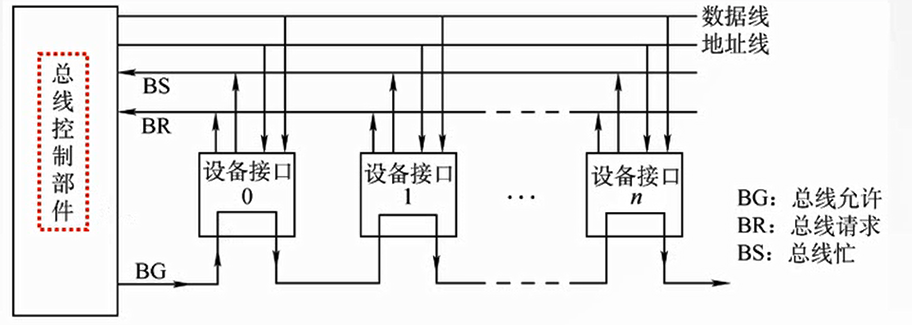 数据线
地址线
总线控制部件
BS
BR
设备接口
0
设备接口
1
…
设备接口
n
BG
BG：总线允许
BR：总线请求
BS：总线忙